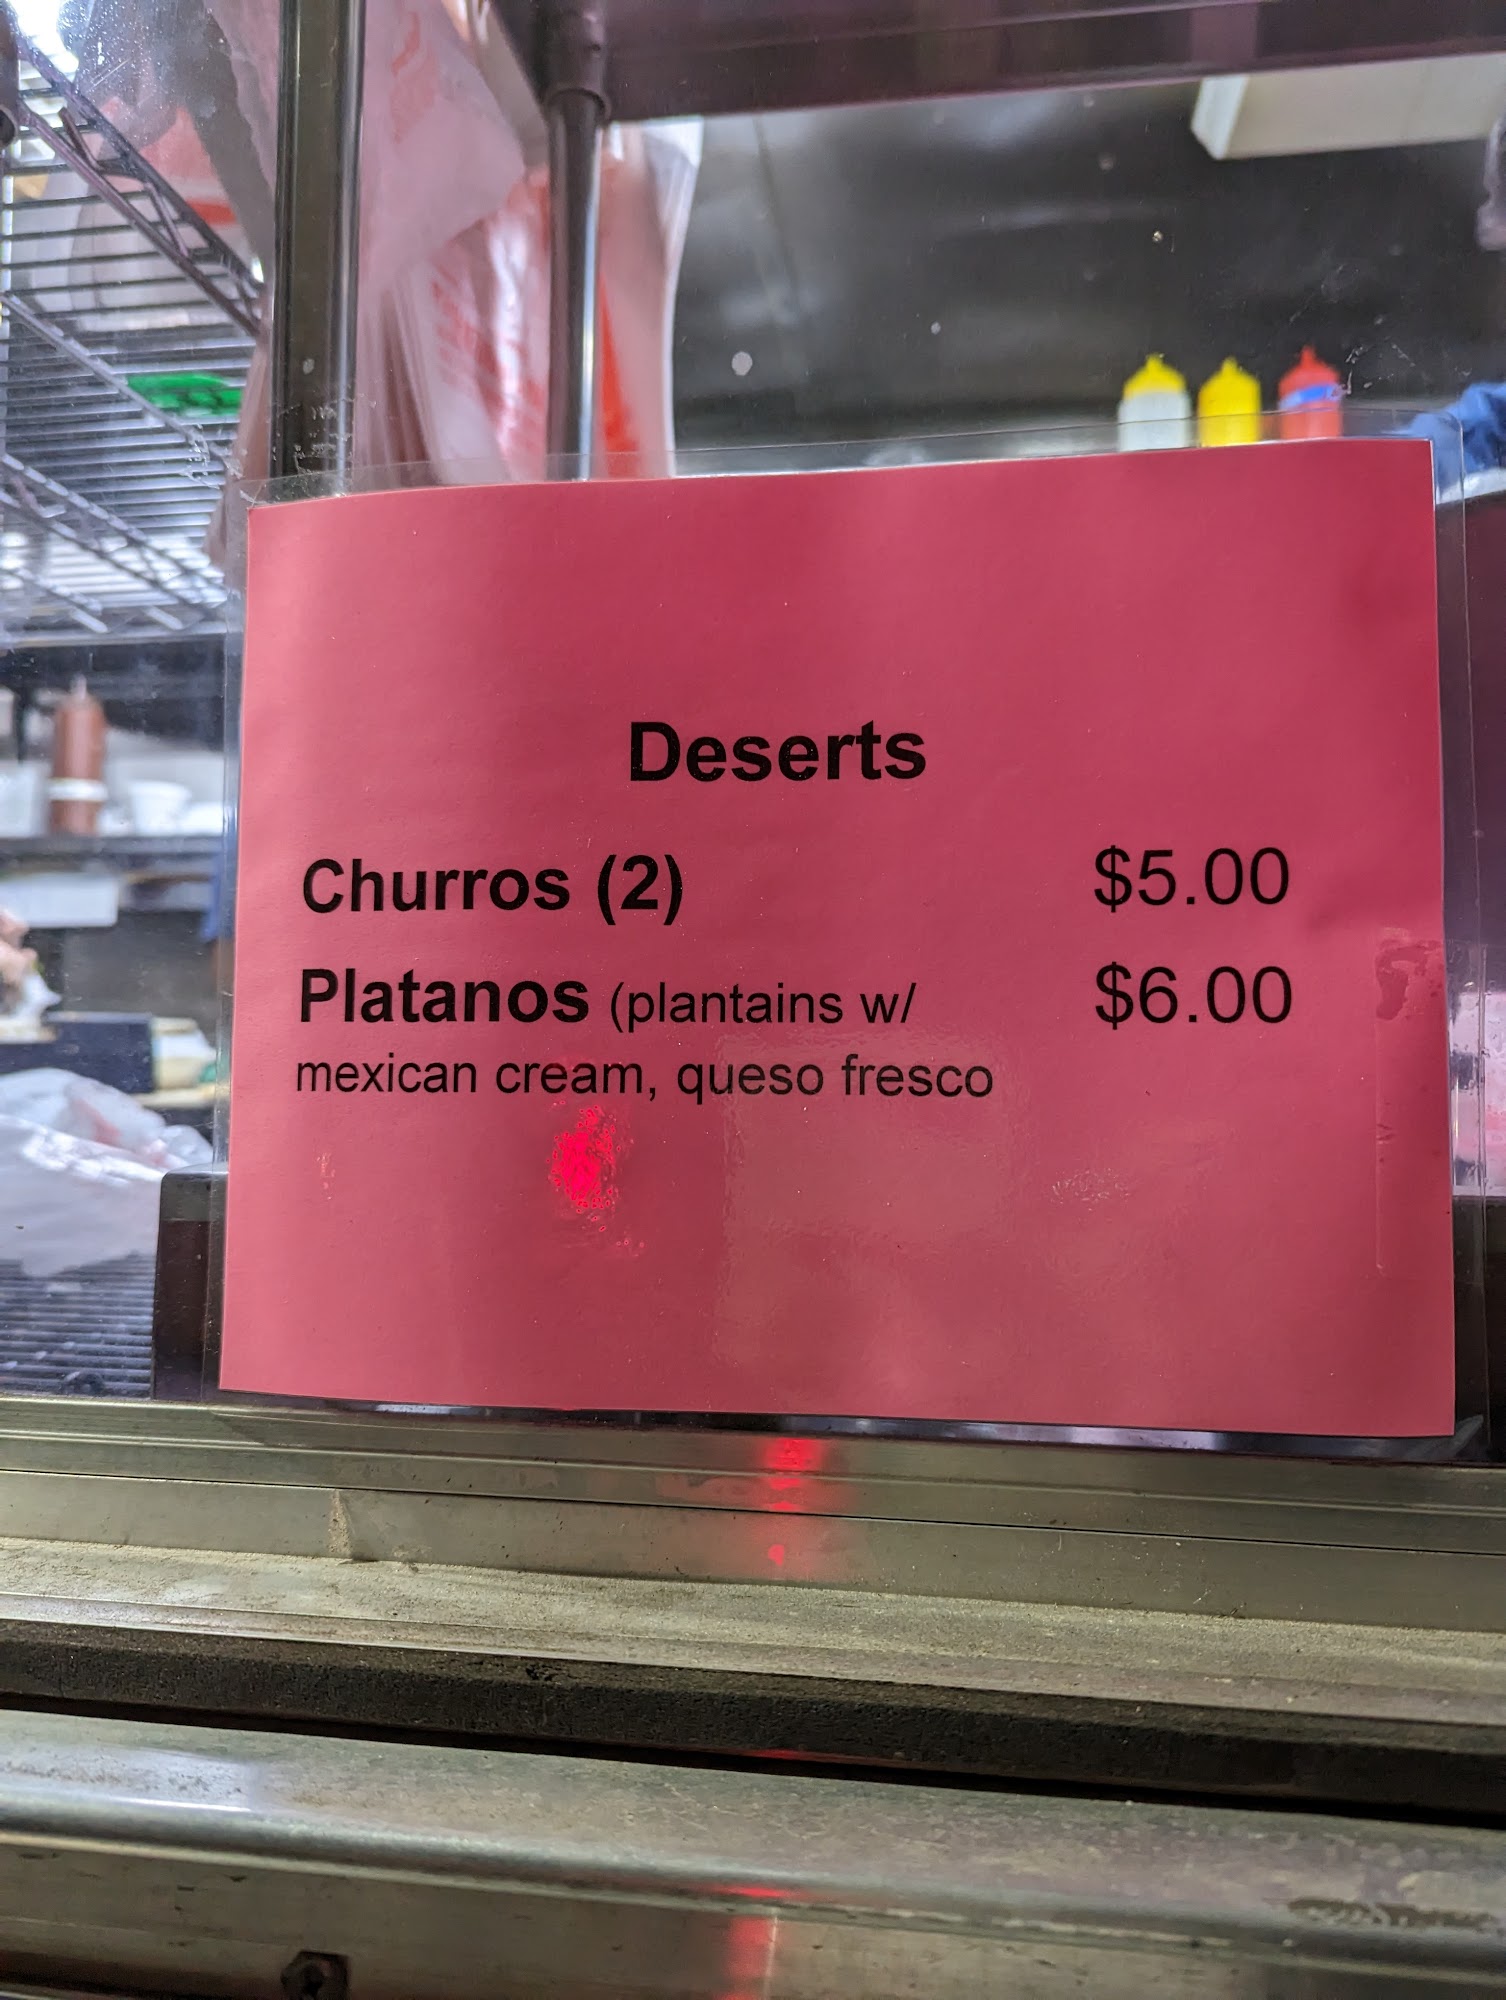 Deserts
Churros (2) $5.00
Platanos (plantains w/ $6.00
mexican cream, queso fresco